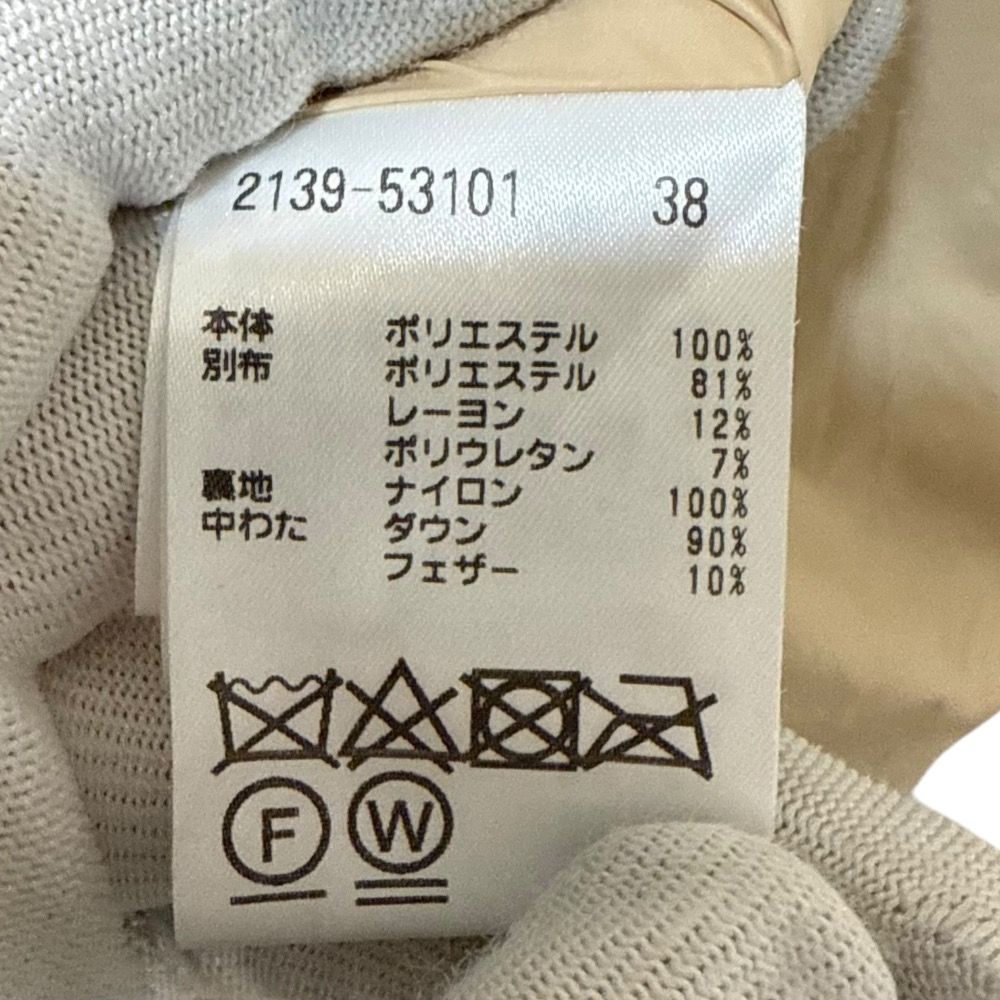 2139-53101 38
本体 ポリエステル 100%
別布 ポリエステル 81%
レーヨン 12%
ポリウレタン 7%
裏地 ナイロン 100%
中わた ダウン 90%
フェザー 10%
F W